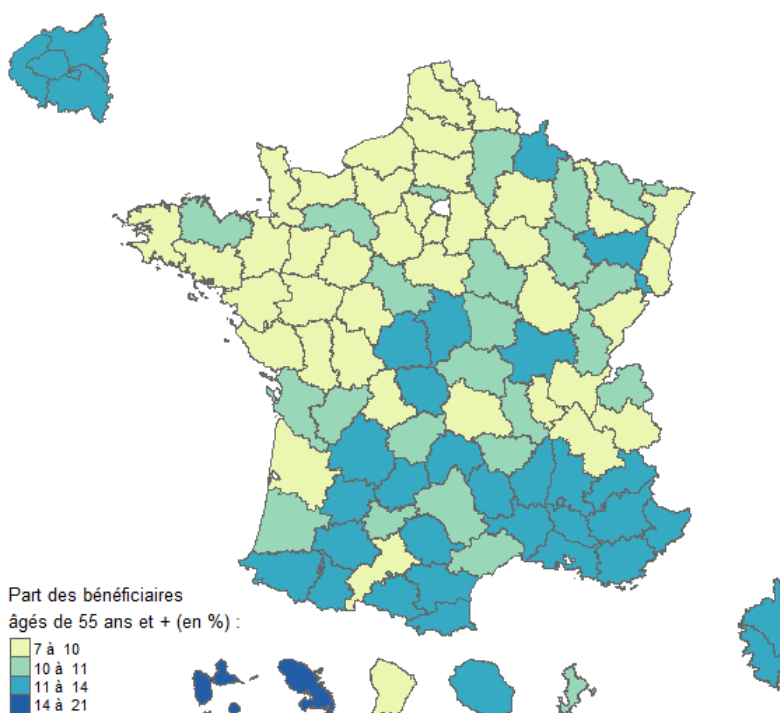 Part des bénéficiaires
âgés de 55 ans et + (en %) :
7 à 10
10 à 11
11 à 14
14 à 21